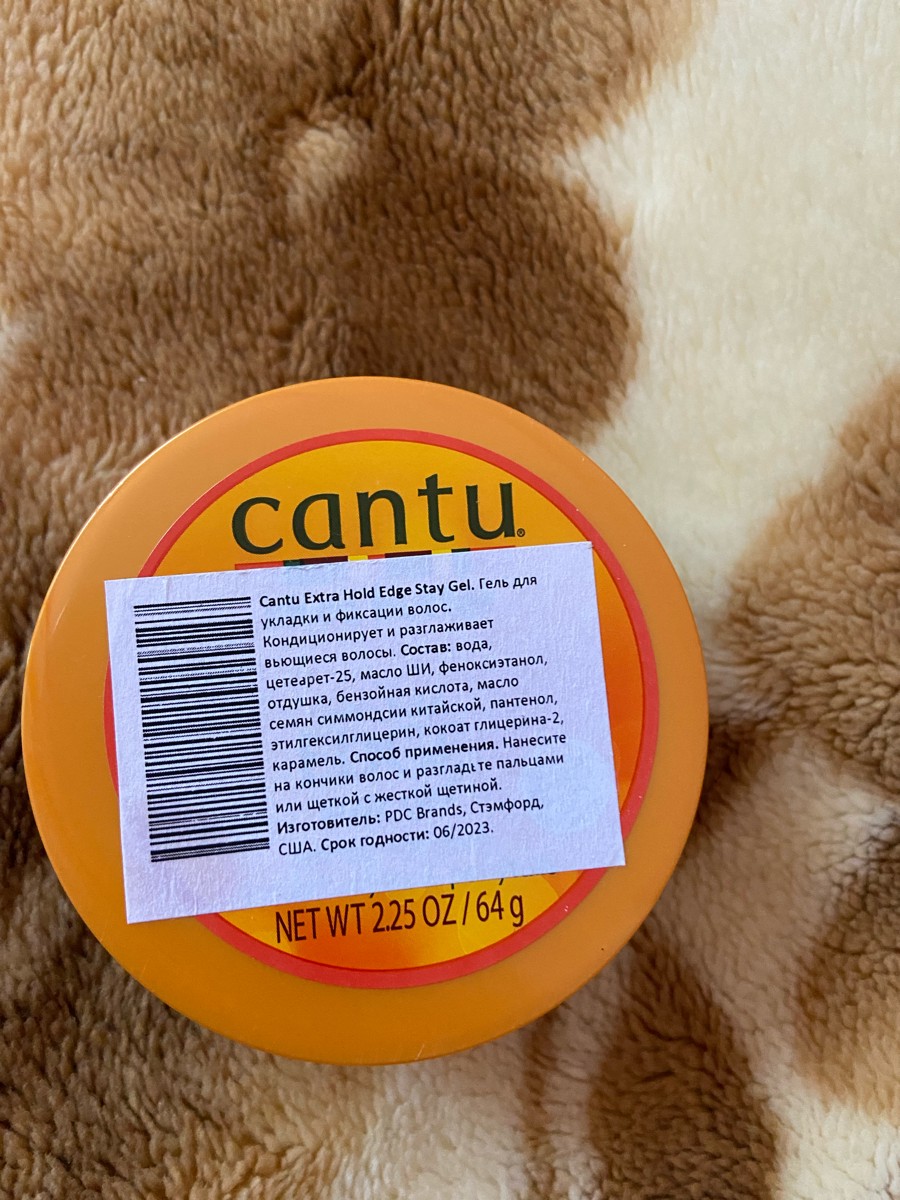 cantu®
Cantu Extra Hold Edge Stay Gel. Гель для
укладки и фиксации волос.
Кондиционирует и разглаживает
вьющиеся волосы. Состав: вода,
цетеарет-25, масло ШИ, феноксиэтанол,
отдушка, бензойная кислота, масло
семян симмондсии китайской, пантенол,
этилгексилглицерин, кокоат глицерина-2,
карамель. Способ применения. Нанесите
на кончики волос и разгладьте пальцами
или щеткой с жесткой щетиной.
Изготовитель: PDC Brands, Стэмфорд,
США. Срок годности: 06/2023.
NET WT 2.25 OZ / 64 g